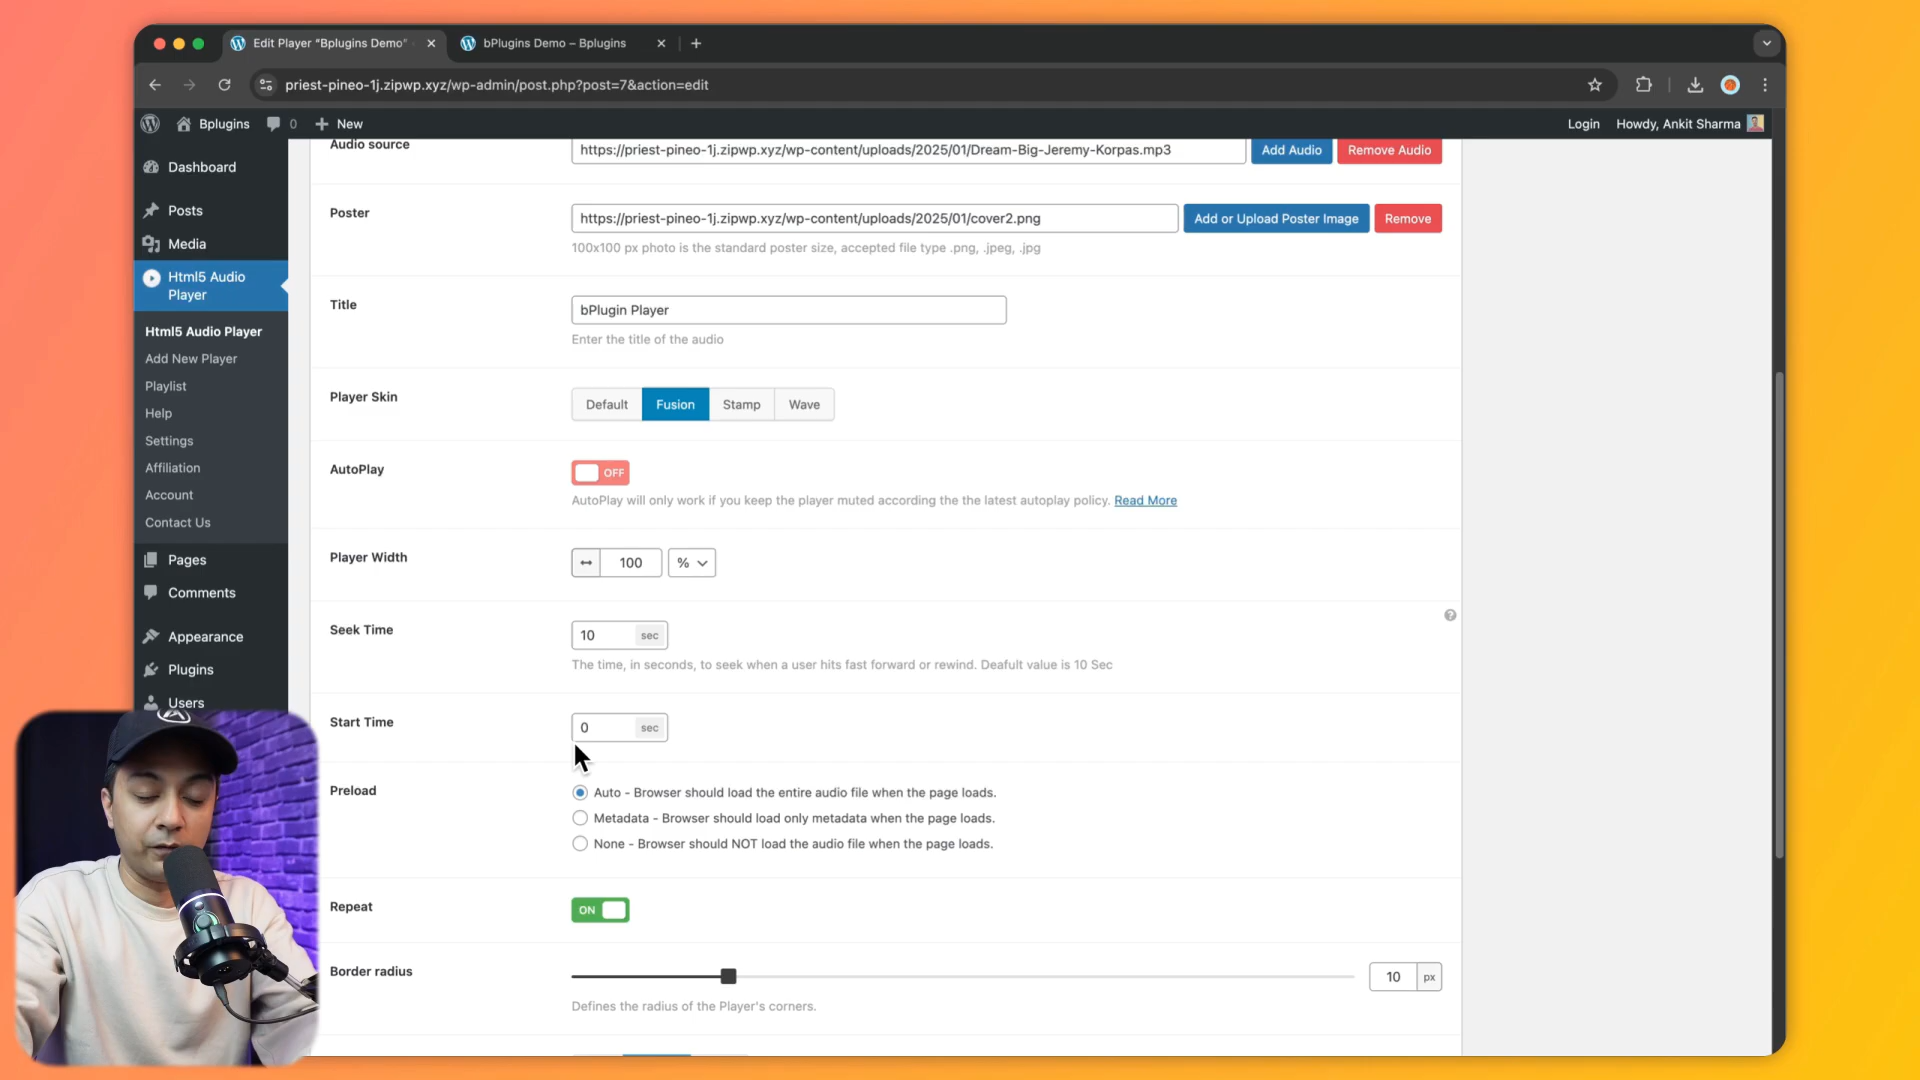 Edit Player “Bplugins Demo”
bPlugins Demo – Bplugins
priest-pineo-1j.zipwp.xyz/wp-admin/post.php?post=7&action=edit
Bplugins
0
New
Login
Howdy, Ankit Sharma
Dashboard
Posts
Media
Html5 Audio
Player
Html5 Audio Player
Add New Player
Playlist
Help
Settings
Affiliation
Account
Contact Us
Pages
Comments
Appearance
Plugins
Users
Audio source
https://priest-pineo-1j.zipwp.xyz/wp-content/uploads/2025/01/Dream-Big-Jeremy-Korpas.mp3
Add Audio
Remove Audio
Poster
https://priest-pineo-1j.zipwp.xyz/wp-content/uploads/2025/01/cover2.png
Add or Upload Poster Image
Remove
100x100 px photo is the standard poster size, accepted file type .png, .jpeg, .jpg
Title
bPlugin Player
Enter the title of the audio
Player Skin
Default
Fusion
Stamp
Wave
AutoPlay
OFF
AutoPlay will only work if you keep the player muted according the the latest autoplay policy. Read More
Player Width
100
%
Seek Time
10
sec
The time, in seconds, to seek when a user hits fast forward or rewind. Deafult value is 10 Sec
Start Time
0
sec
Preload
Auto - Browser should load the entire audio file when the page loads.
Metadata - Browser should load only metadata when the page loads.
None - Browser should NOT load the audio file when the page loads.
Repeat
ON
Border radius
10
px
Defines the radius of the Player's corners.